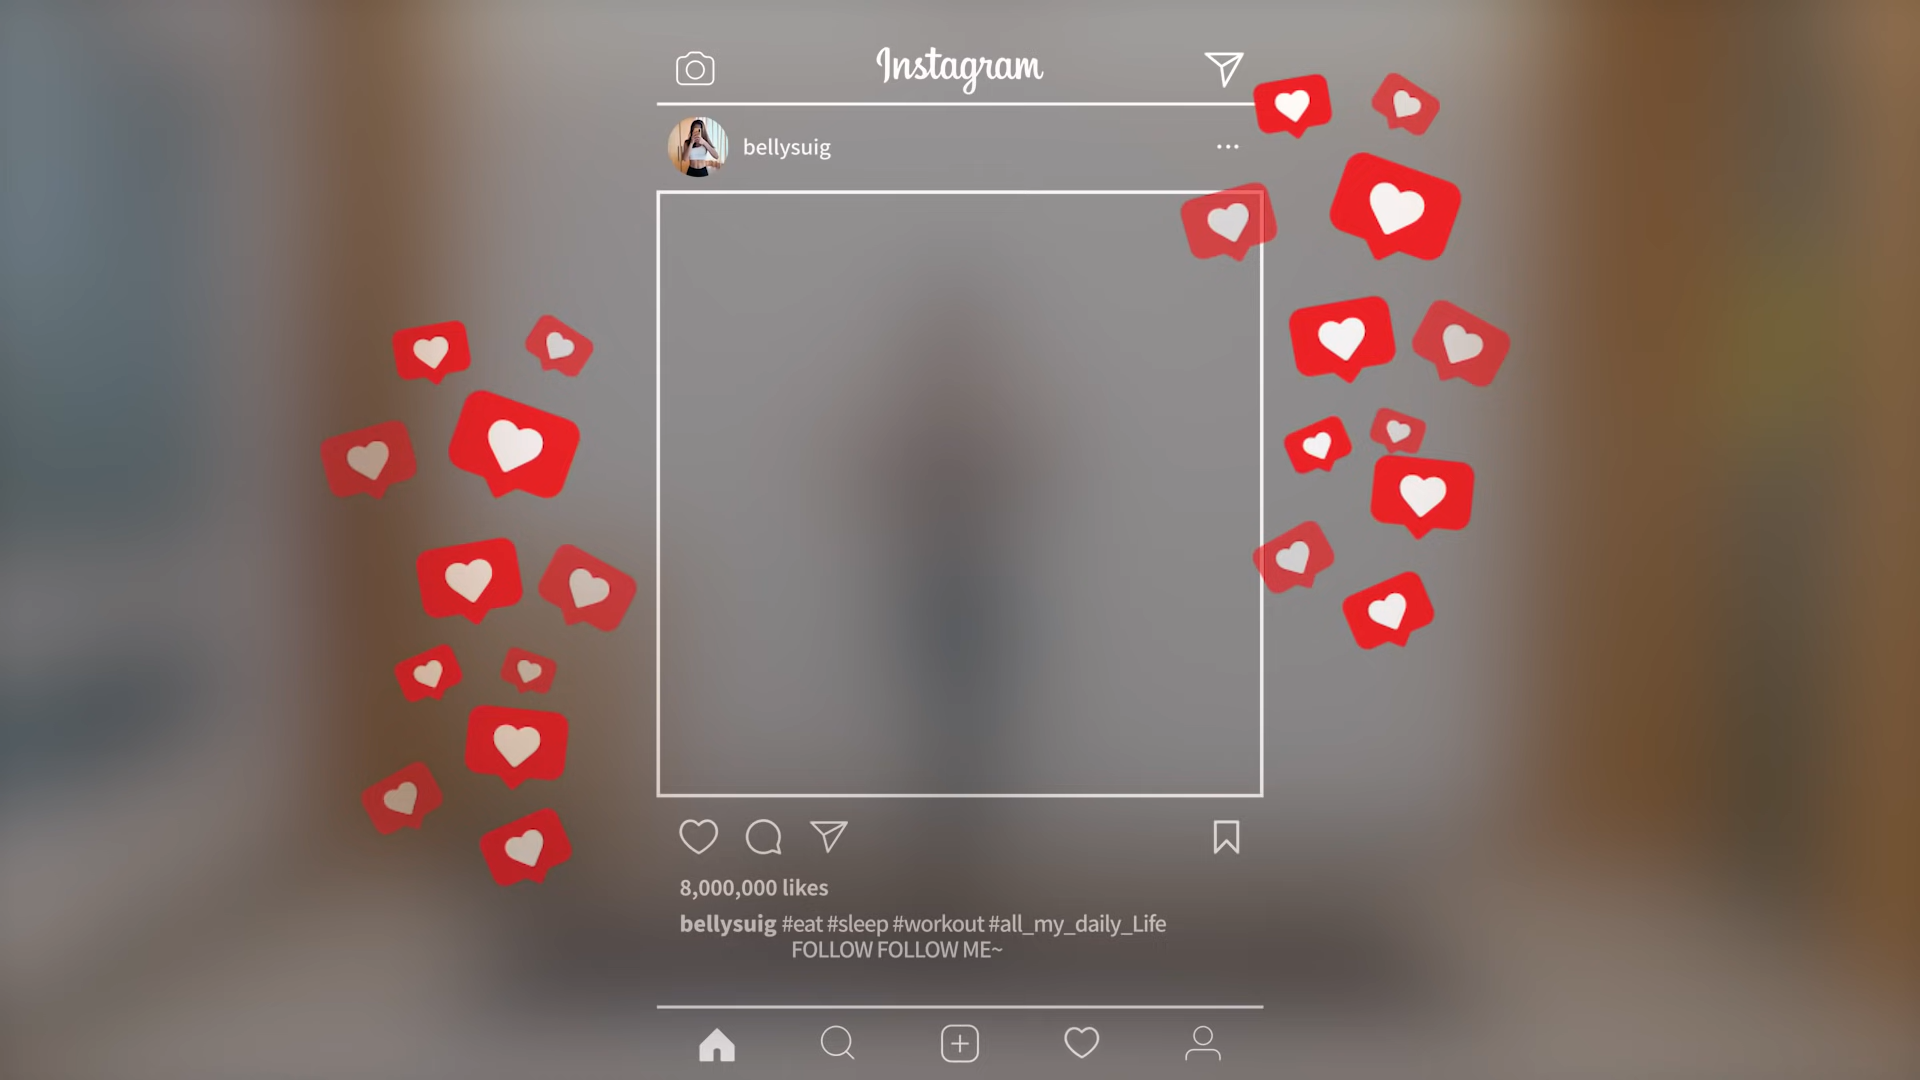 Instagram
bellysuig
8,000,000 likes
bellysuig #eat #sleep #workout #all_my_daily_Life
FOLLOW FOLLOW ME~